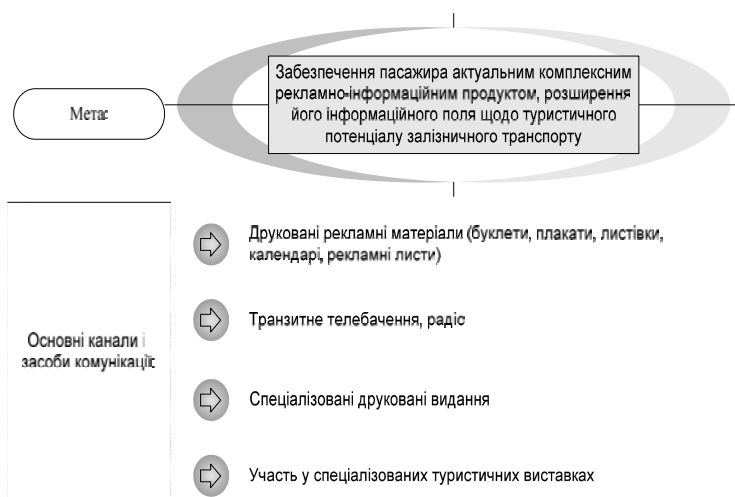 Забезпечення пасажира актуальним комплексним
рекламно-інформаційним продуктом, розширення
його інформаційного поля щодо туристичного
потенціалу залізничного транспорту
Мета:
Друковані рекламні матеріали (буклети, плакати, листівки,
календарі, рекламні листи)
Транзитне телебачення, радіо
Основні канали і
засоби комунікації:
Спеціалізовані друковані видання
Участь у спеціалізованих туристичних виставках